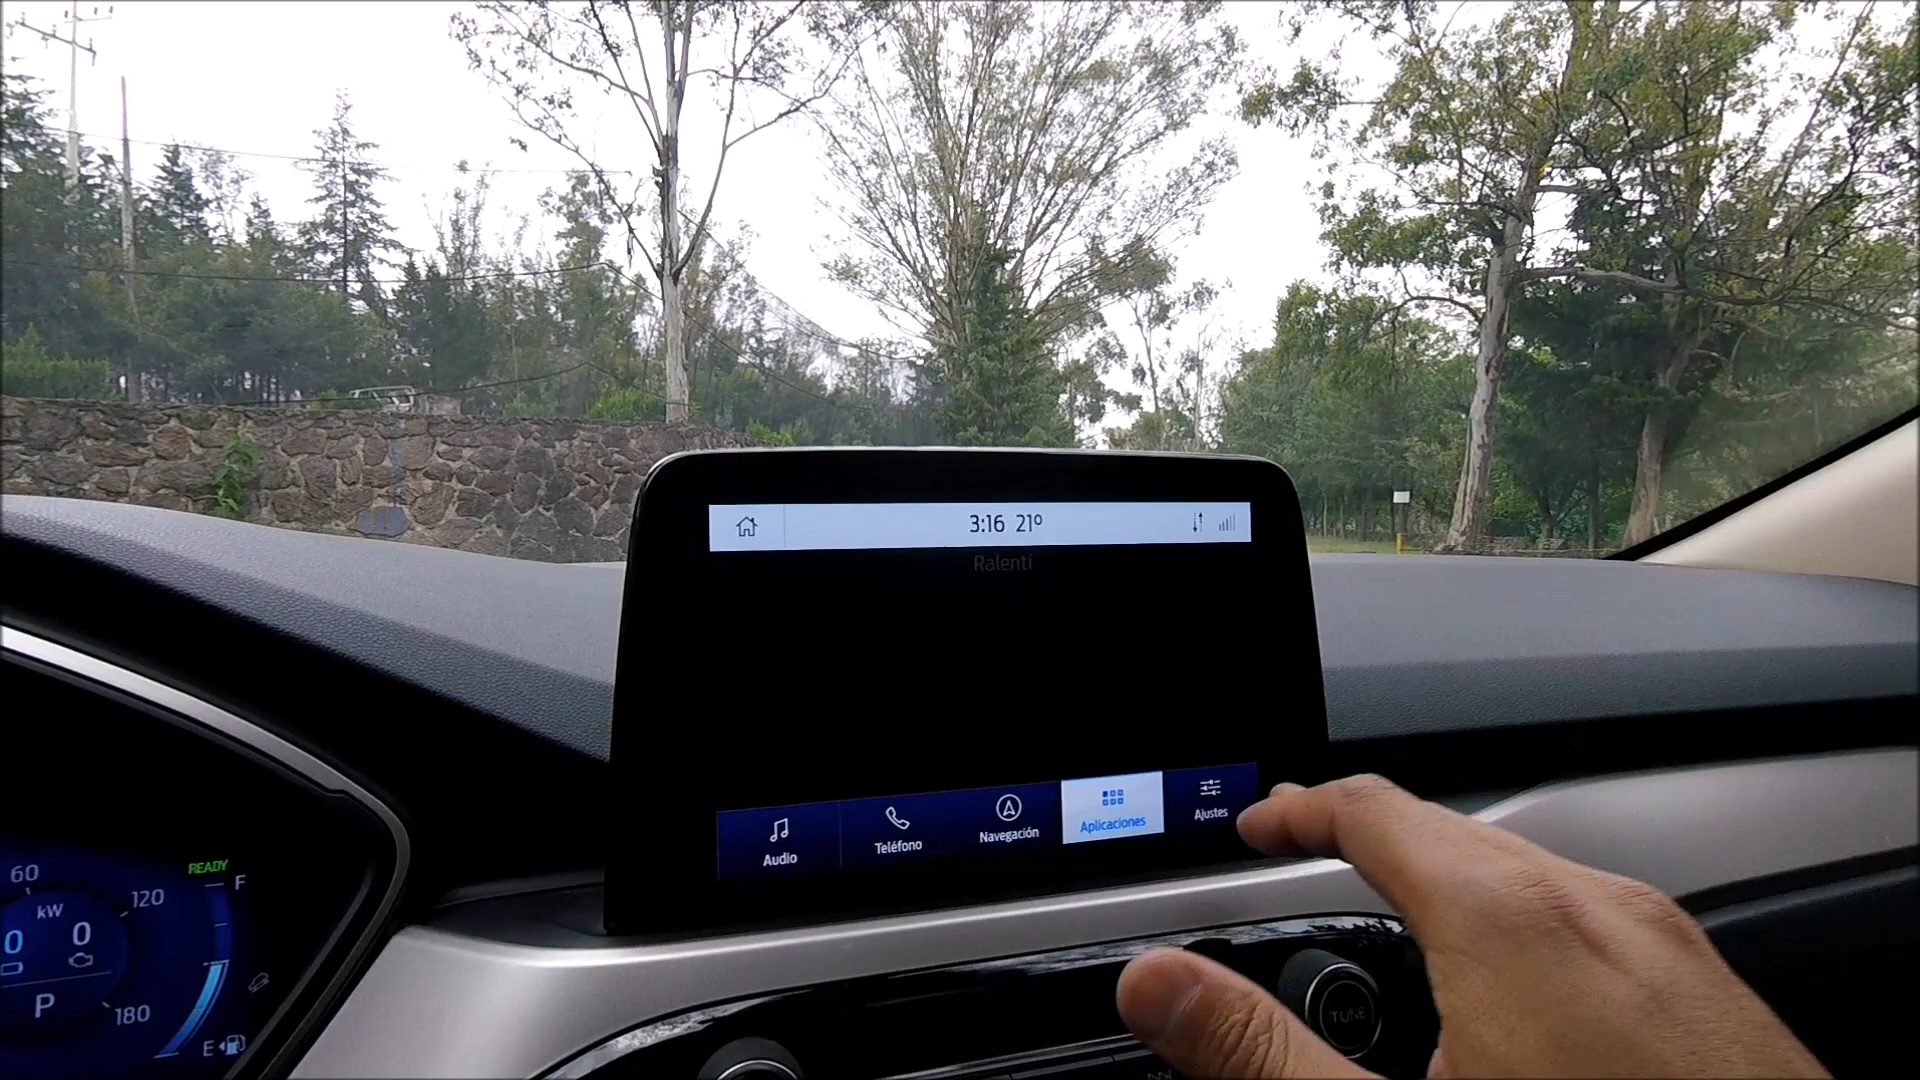 3:16 21º
Ralentí
Audio
Teléfono
Navegación
Aplicaciones
Ajustes
READY
60
120
180
kW
0
0
P
F
E
TUNE